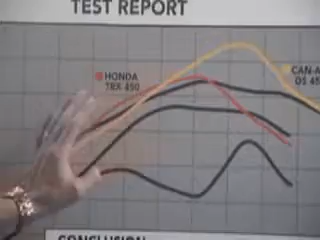 TEST REPORT
HONDA
TRX 450
CAN-A
DS 45
CONCLUSION